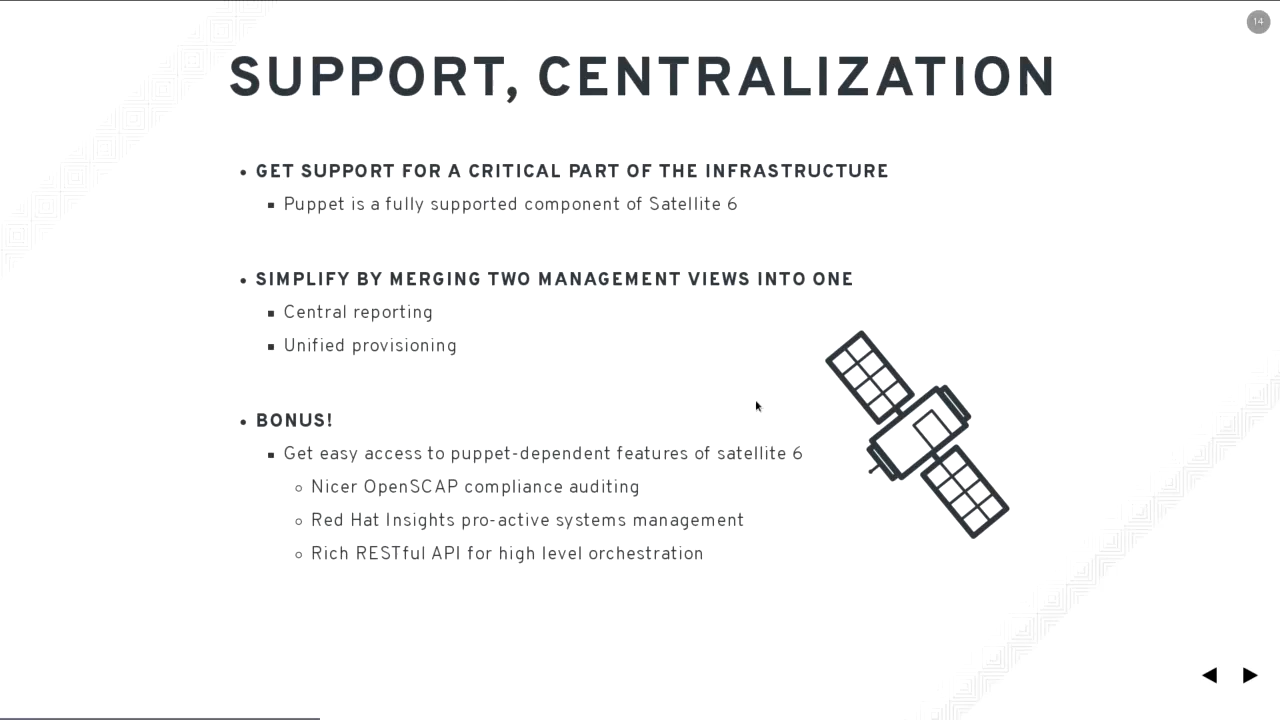 14
SUPPORT, CENTRALIZATION
• GET SUPPORT FOR A CRITICAL PART OF THE INFRASTRUCTURE
▪ Puppet is a fully supported component of Satellite 6
• SIMPLIFY BY MERGING TWO MANAGEMENT VIEWS INTO ONE
▪ Central reporting
▪ Unified provisioning
• BONUS!
▪ Get easy access to puppet-dependent features of satellite 6
○ Nicer OpenSCAP compliance auditing
○ Red Hat Insights pro-active systems management
○ Rich RESTful API for high level orchestration